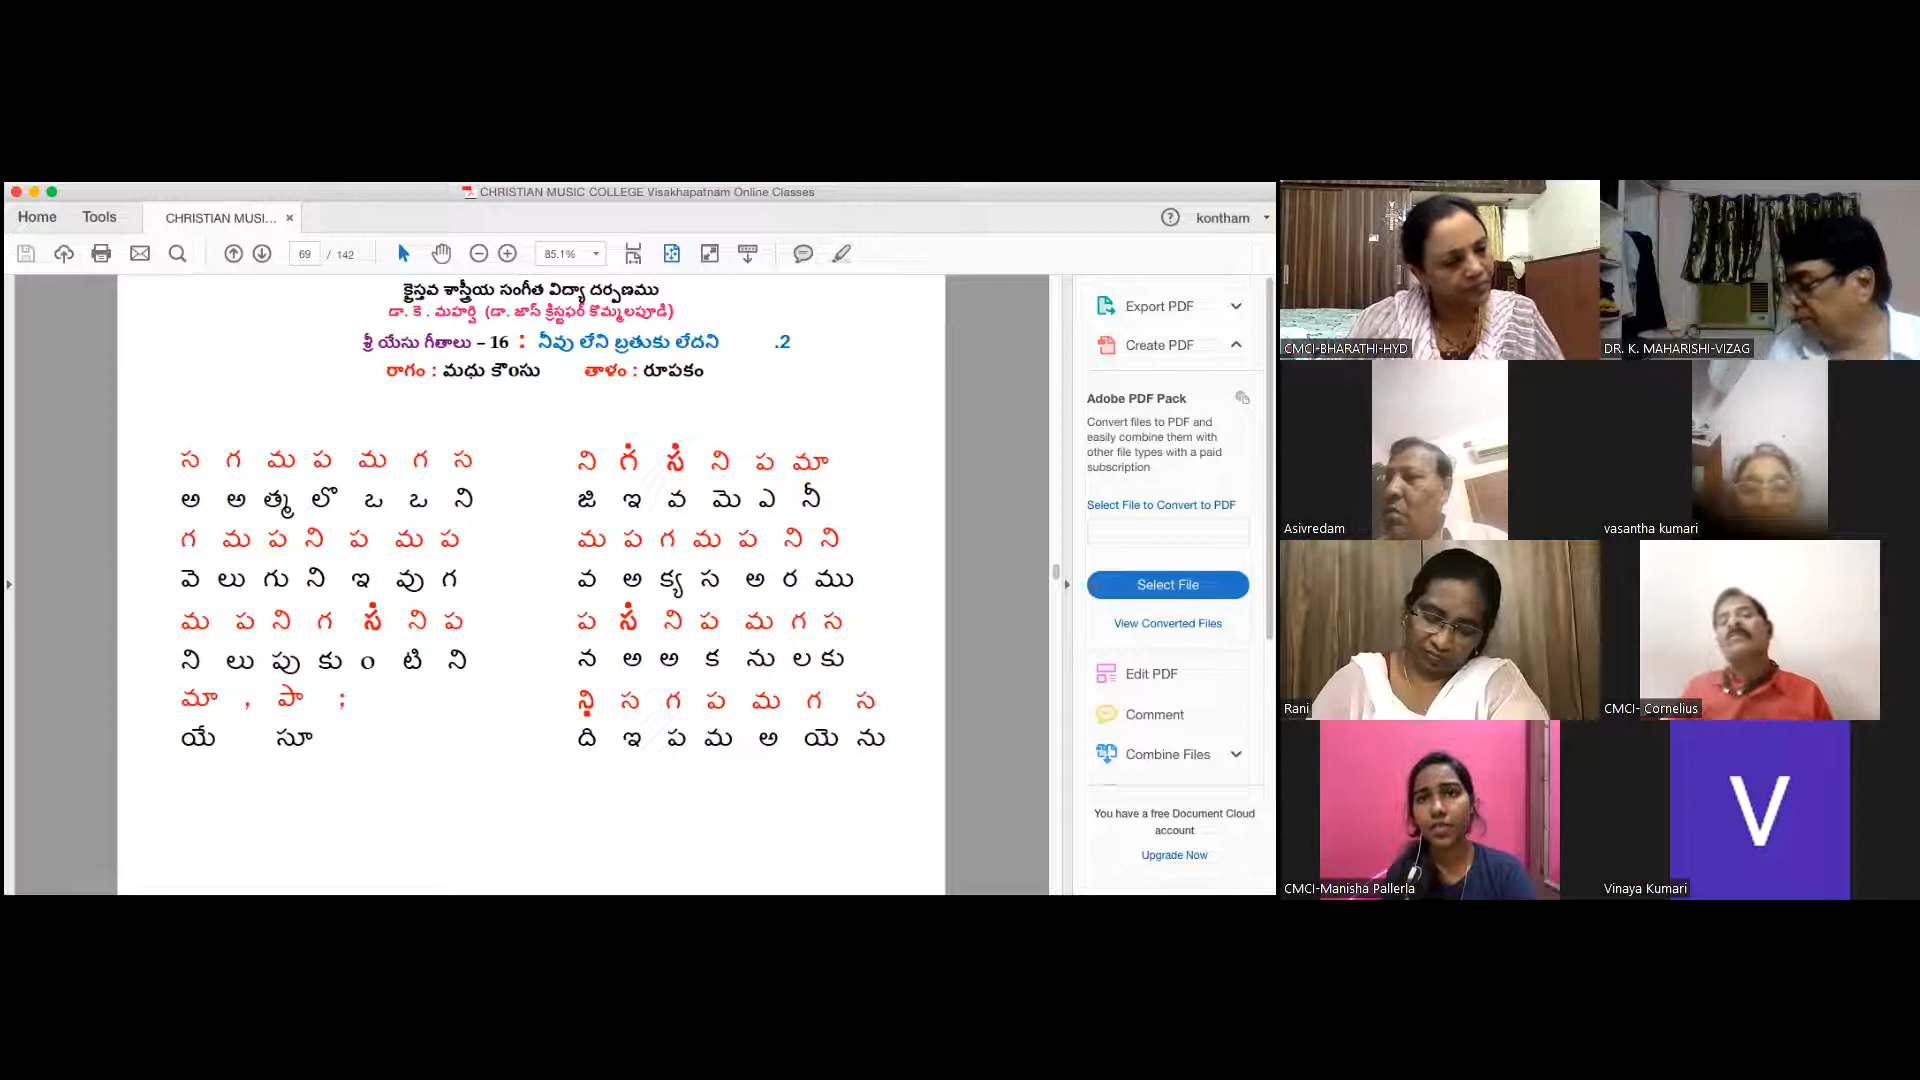 CHRISTIAN MUSIC COLLEGE Visakhapatnam Online Classes
Home Tools CHRISTIAN MUSI... × kontham
69 / 142 85.1%
క్రైస్తవ శాస్త్రీయ సంగీత విద్యా దర్పణము
డా. కె . మహర్షి (డా. జాస్ క్రిస్టఫర్ కొమ్మలపూడి)
శ్రీ యేసు గీతాలు – 16 : నీవు లేని బ్రతుకు లేదని .2
రాగం : మధు కౌoసు తాళం : రూపకం
స గ మ ప మ గ స
అ అ త్మ లొ ఒ ఒ ని
గ మ ప ని ప మ ప
వె లు గు ని ఇ వు గ
మ ప ని గ స̇ ని ప
ని లు పు కు o టి ని
మా , పా ;
యే సూ
ని గ̇ స̇ ని ప మా
జి ఇ వ మె ఎ నీ
మ ప గ మ ప ని ని
వ అ క్య స అ ర ము
ప స̇ ని ప మ గ స
న అ అ క ను ల కు
ని̣ స గ ప మ గ స
ది ఇ ప మ అ యె ను
Export PDF
Create PDF
Adobe PDF Pack
Convert files to PDF and
easily combine them with
other file types with a paid
subscription
Select File to Convert to PDF
Select File
View Converted Files
Edit PDF
Comment
Combine Files
You have a free Document Cloud
account
Upgrade Now
CMCI-BHARATHI-HYD
DR. K. MAHARISHI-VIZAG
Asivredam
vasantha kumari
Rani
CMCI- Cornelius
CMCI-Manisha Pallerla
V
Vinaya Kumari